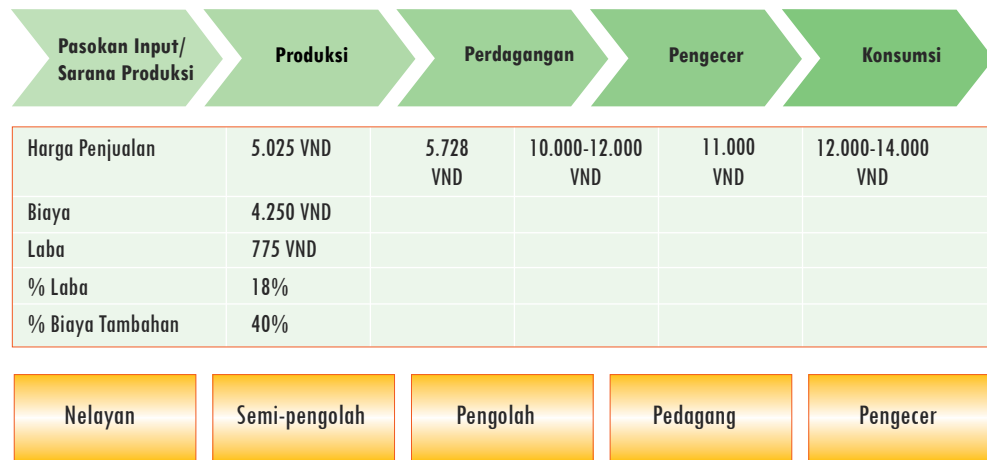 Pasokan Input/
Sarana Produksi
Produksi
Perdagangan
Pengecer
Konsumsi
Harga Penjualan 5.025 VND 5.728 10.000-12.000 11.000 12.000-14.000
VND VND VND VND
Biaya 4.250 VND
Laba 775 VND
% Laba 18%
% Biaya Tambahan 40%
Nelayan Semi-pengolah Pengolah Pedagang Pengecer